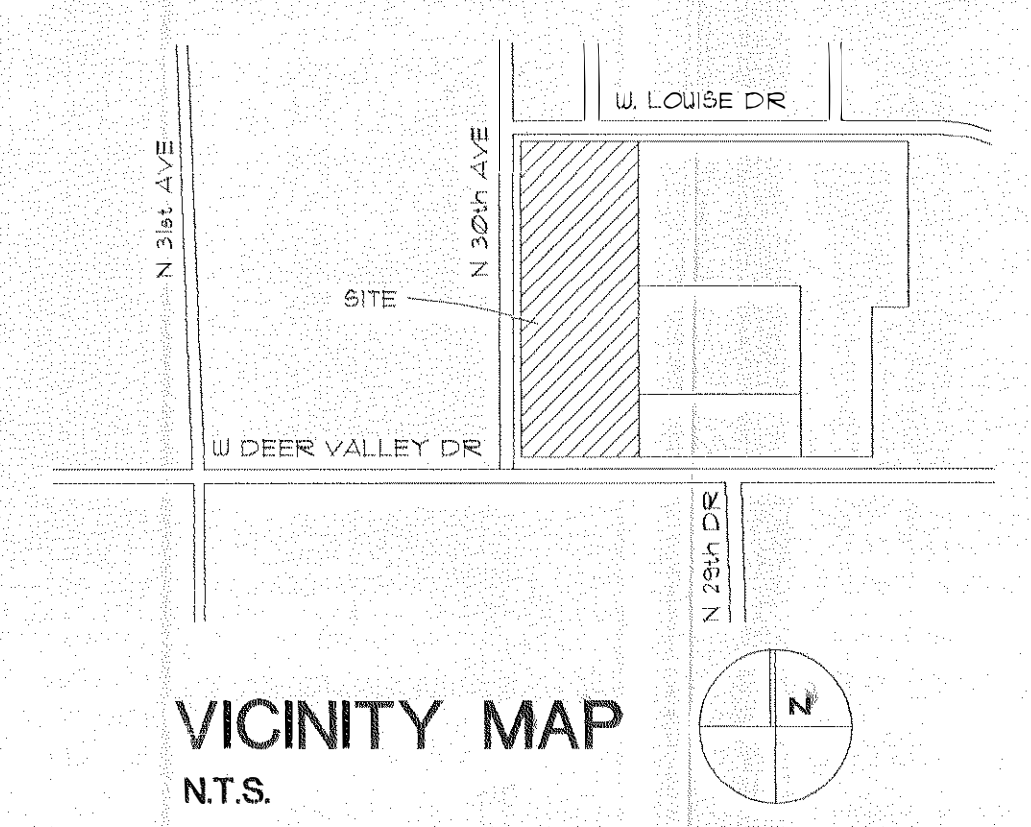 W. LOUISE DR
N 31st AVE
N 30th AVE
SITE
W DEER VALLEY DR
N 29th DR
VICINITY MAP
N
N.T.S.